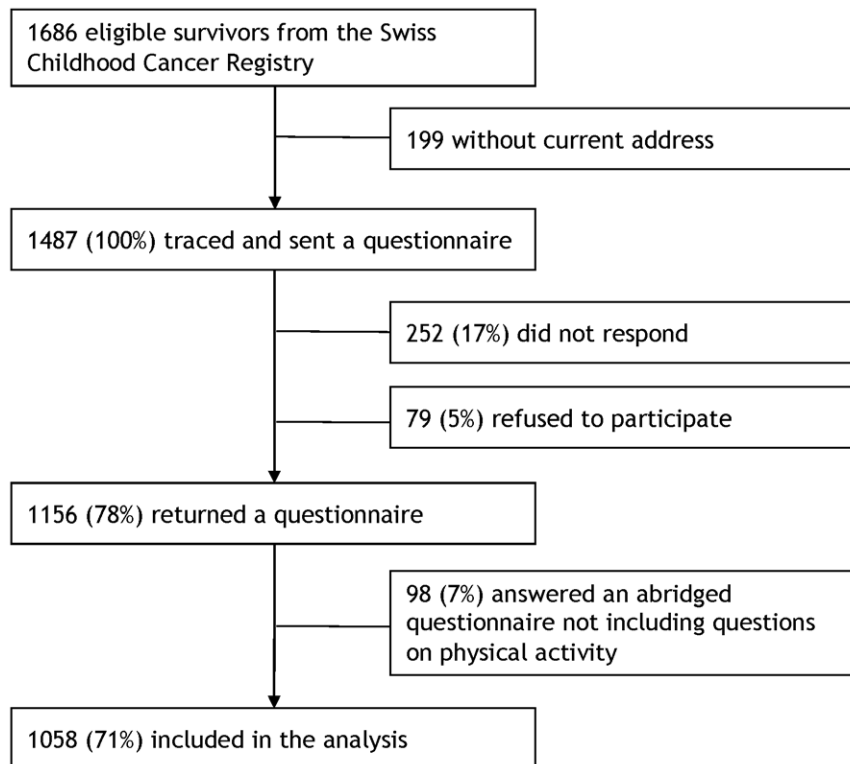 1686 eligible survivors from the Swiss
Childhood Cancer Registry
199 without current address
1487 (100%) traced and sent a questionnaire
252 (17%) did not respond
79 (5%) refused to participate
1156 (78%) returned a questionnaire
98 (7%) answered an abridged
questionnaire not including questions
on physical activity
1058 (71%) included in the analysis